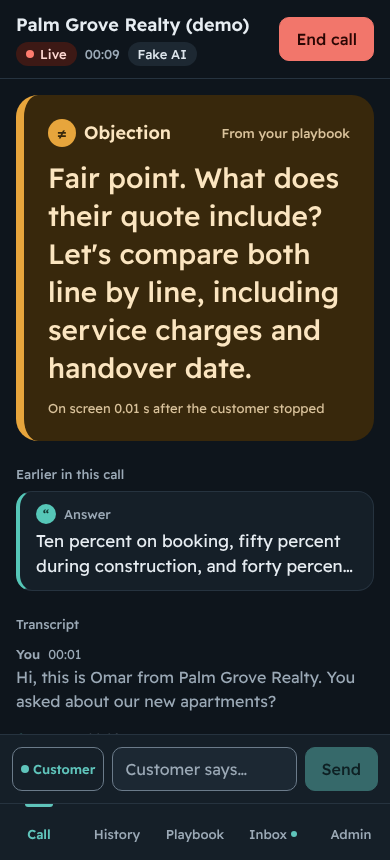 Palm Grove Realty (demo)
Live 00:09 Fake AI
End call
≠ Objection From your playbook
Fair point. What does
their quote include?
Let's compare both
line by line, including
service charges and
handover date.
On screen 0.01 s after the customer stopped
Earlier in this call
“ Answer
Ten percent on booking, fifty percent
during construction, and forty percen...
Transcript
You 00:01
Hi, this is Omar from Palm Grove Realty. You
asked about our new apartments?
Customer Customer says... Send
Call History Playbook Inbox Admin